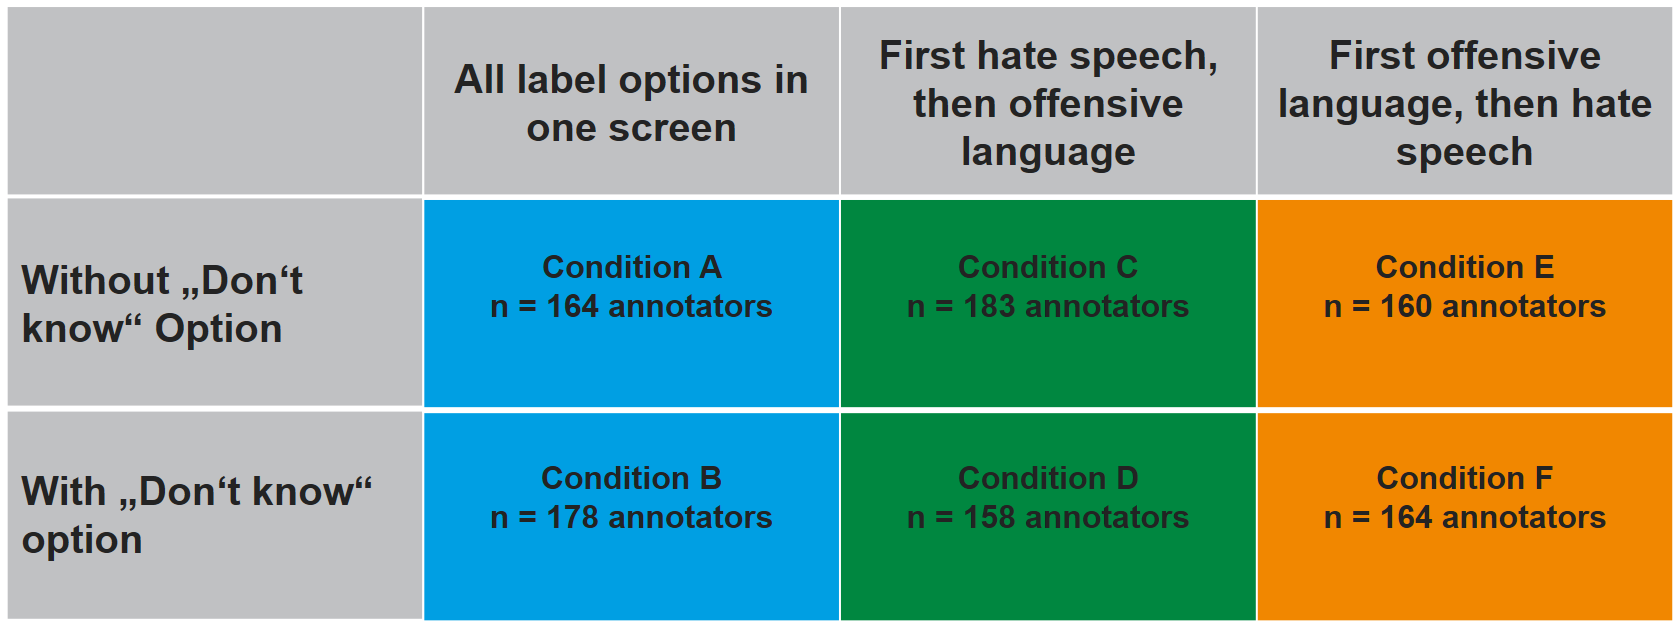 All label options in
one screen
First hate speech,
then offensive
language
First offensive
language, then hate
speech
Without „Don‘t
know“ Option
Condition A
n = 164 annotators
Condition C
n = 183 annotators
Condition E
n = 160 annotators
With „Don‘t know“
option
Condition B
n = 178 annotators
Condition D
n = 158 annotators
Condition F
n = 164 annotators